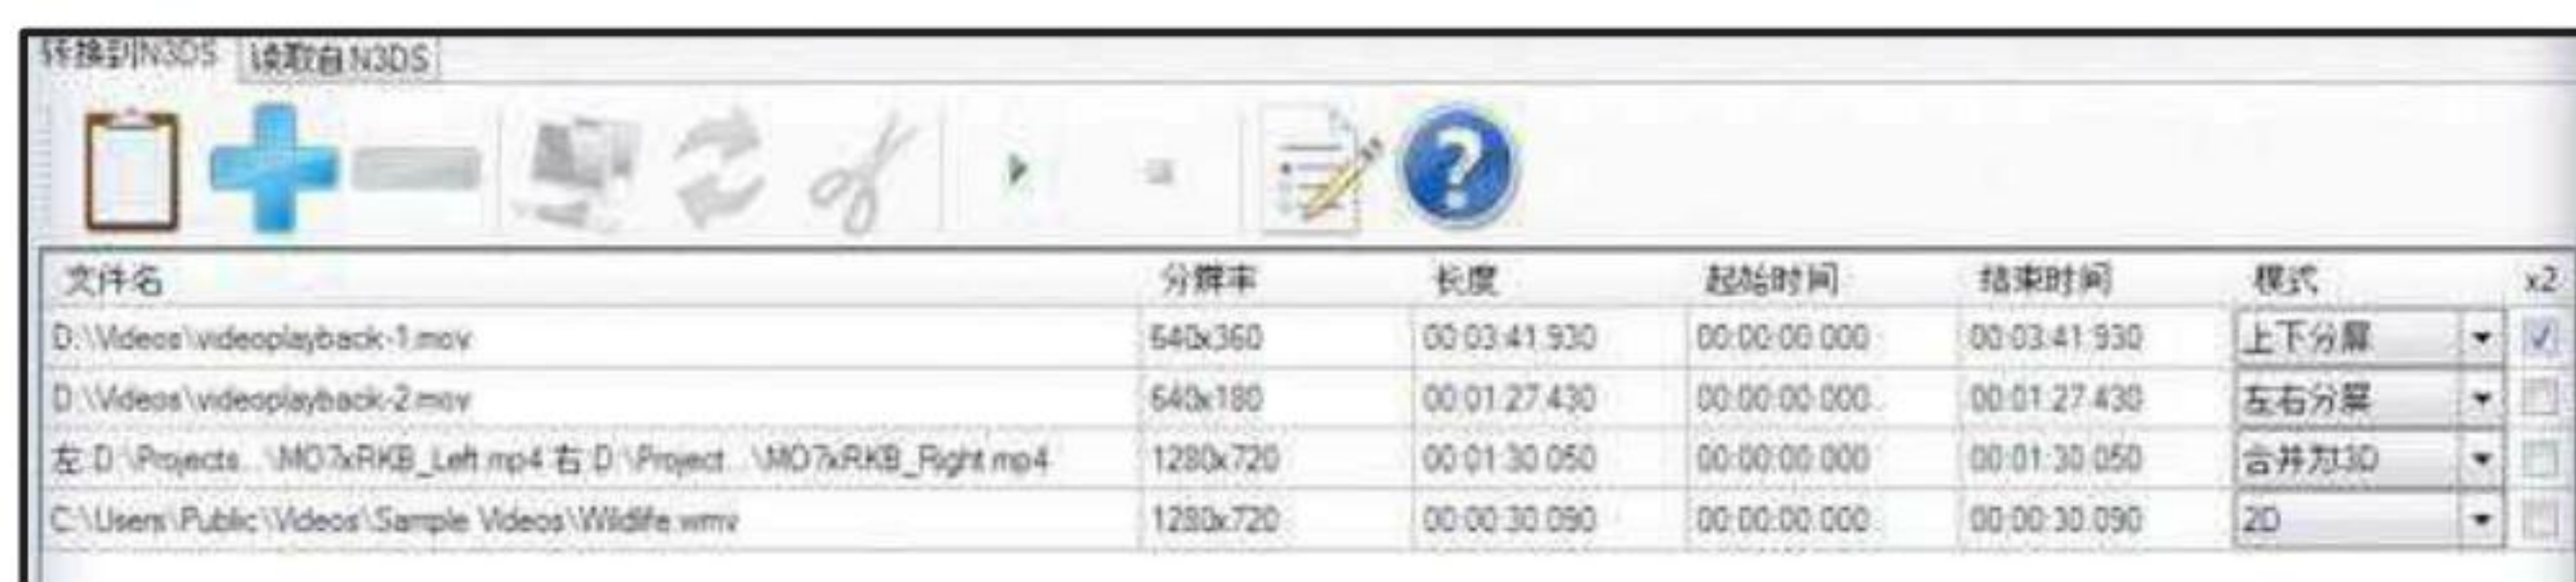 转换到N3DS 读取自N3DS
文件名 分辨率 长度 起始时间 结束时间 模式 x2
D:\Videos\videoplayback-1.mov 640x360 00:03:41.930 00:00:00.000 00:03:41.930 上下分屏
D:\Videos\videoplayback-2.mov 640x180 00:01:27.430 00:00:00.000 00:01:27.430 左右分屏
左:D:\Projects...\MO7xRKB_Left.mp4 右:D:\Project...\MO7xRKB_Right.mp4 1280x720 00:01:30.050 00:00:00.000 00:01:30.050 合并为3D
C:\Users\Public\Videos\Sample Videos\Wildlife.wmv 1280x720 00:00:30.090 00:00:00.000 00:00:30.090 2D